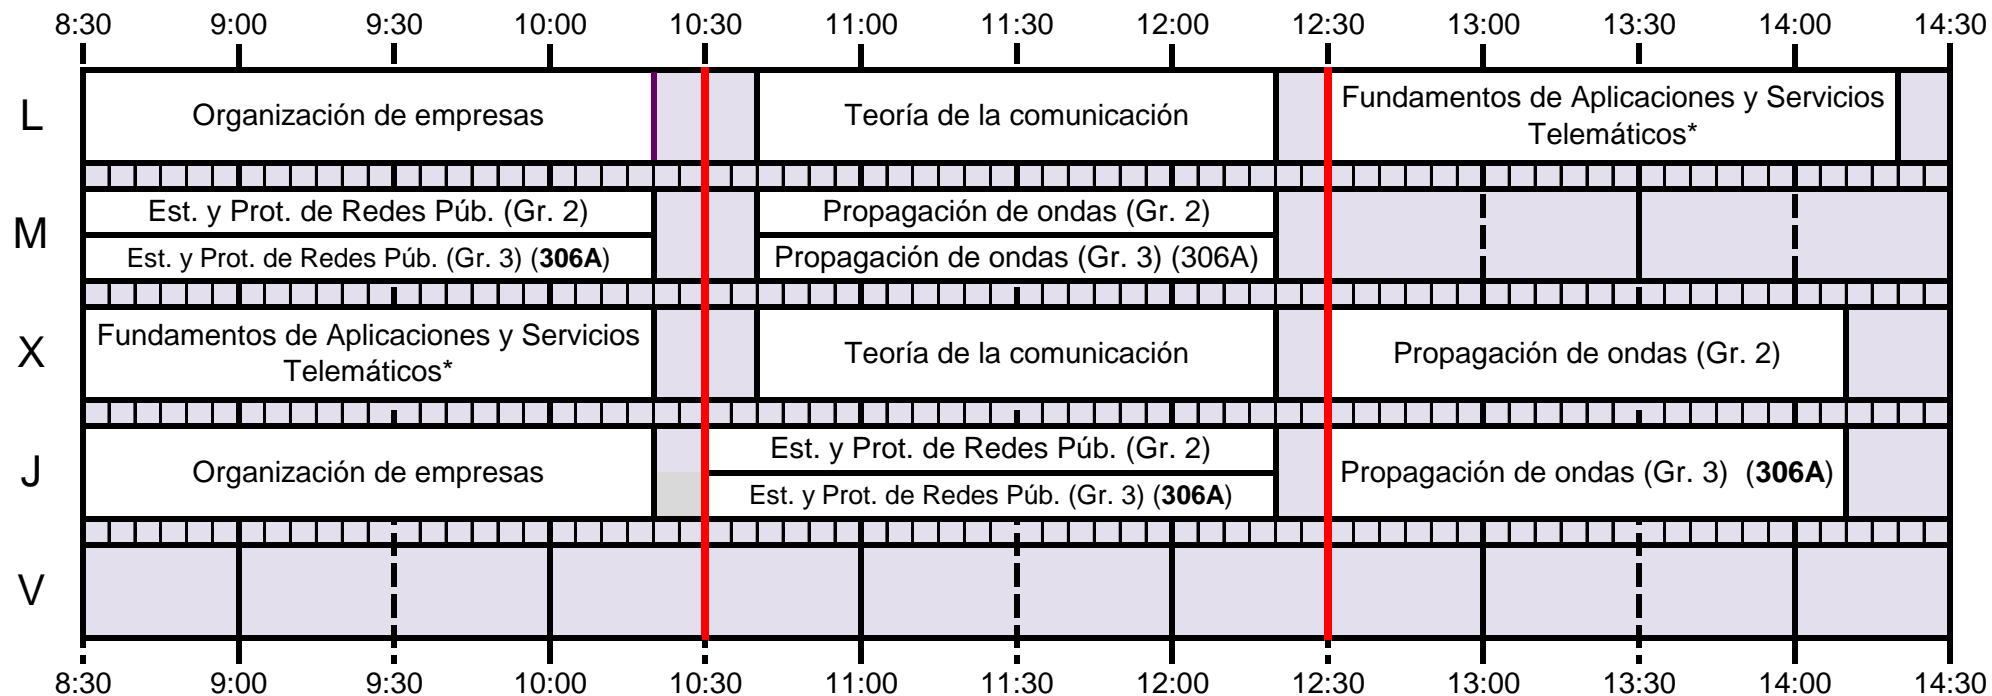 8:30 9:00 9:30 10:00 10:30 11:00 11:30 12:00 12:30 13:00 13:30 14:00 14:30
L
Organización de empresas
Teoría de la comunicación
Fundamentos de Aplicaciones y Servicios
Telemáticos*
M
Est. y Prot. de Redes Púb. (Gr. 2)
Est. y Prot. de Redes Púb. (Gr. 3) (306A)
Propagación de ondas (Gr. 2)
Propagación de ondas (Gr. 3) (306A)
X
Fundamentos de Aplicaciones y Servicios
Telemáticos*
Teoría de la comunicación
Propagación de ondas (Gr. 2)
J
Organización de empresas
Est. y Prot. de Redes Púb. (Gr. 2)
Est. y Prot. de Redes Púb. (Gr. 3) (306A)
Propagación de ondas (Gr. 3) (306A)
V
8:30 9:00 9:30 10:00 10:30 11:00 11:30 12:00 12:30 13:00 13:30 14:00 14:30